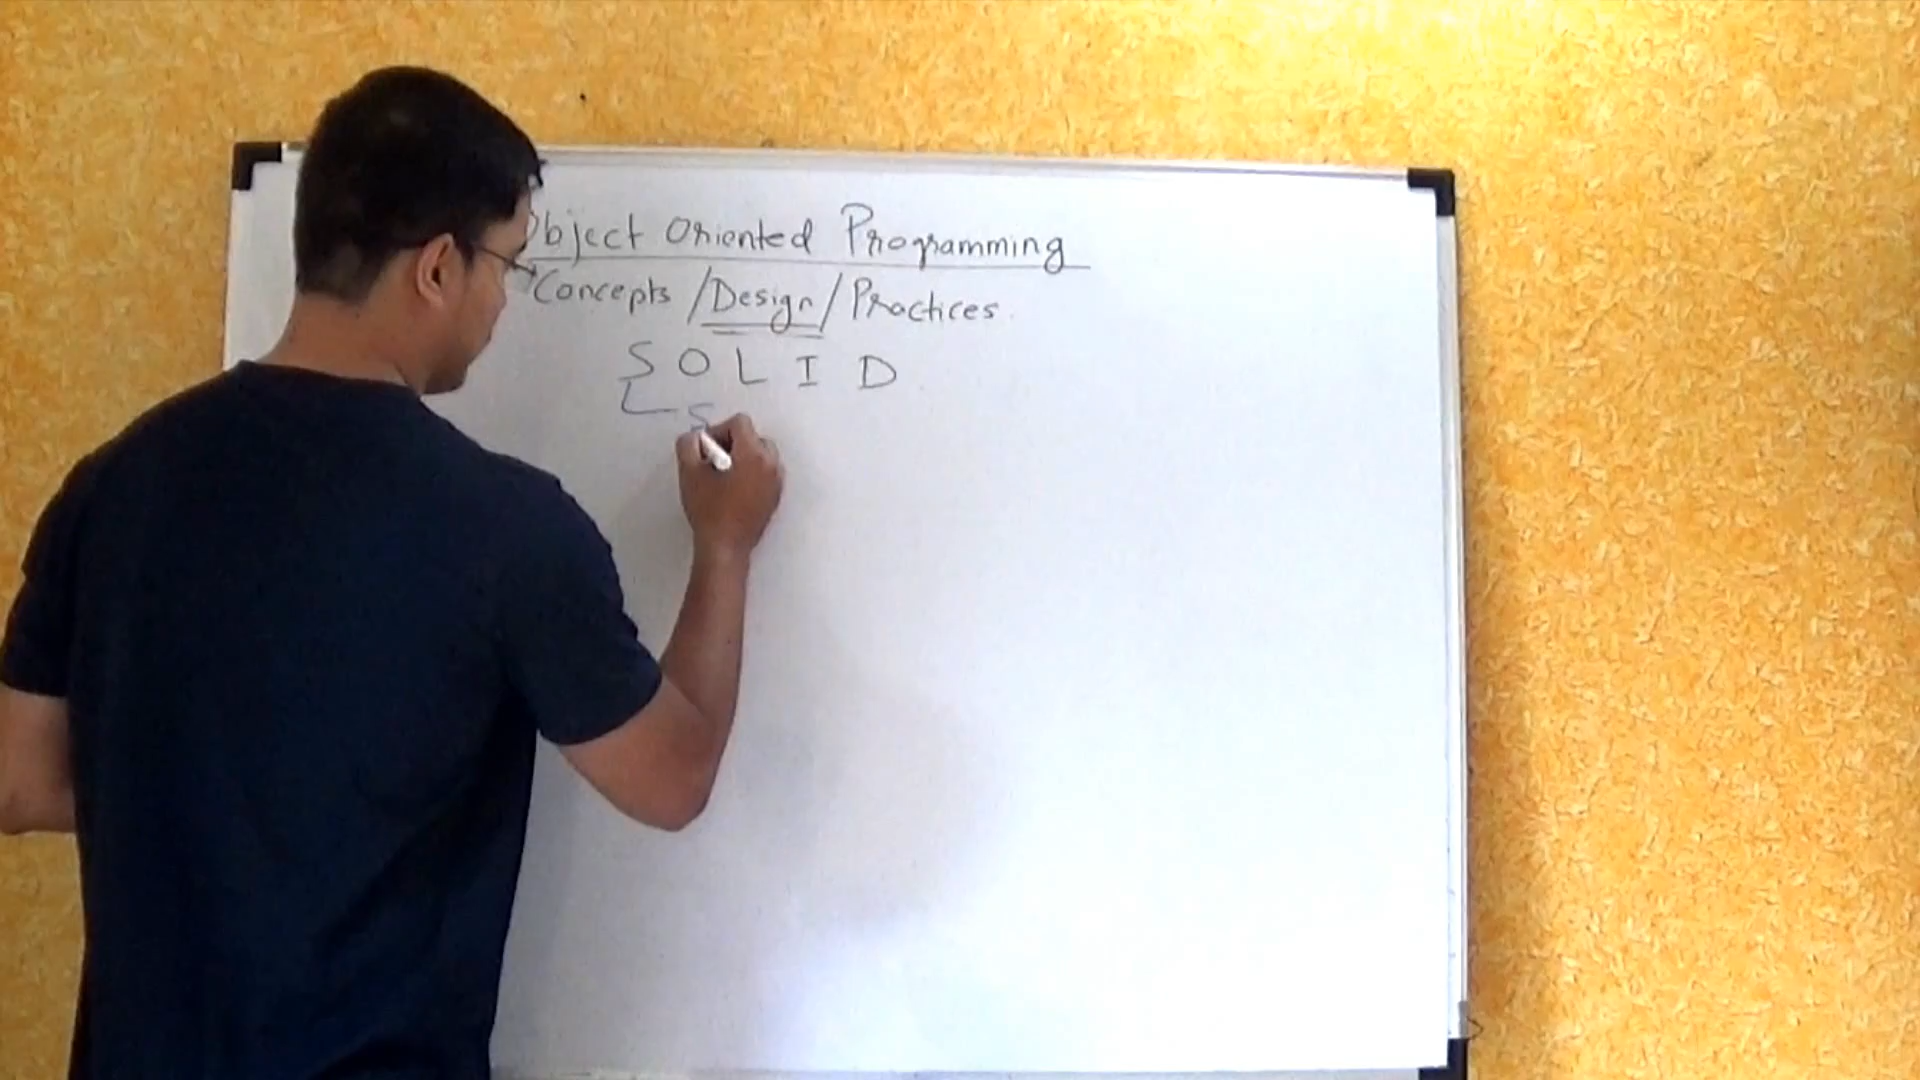 Object Oriented Programming
Concepts /Design/ Practices
S O L I D
S